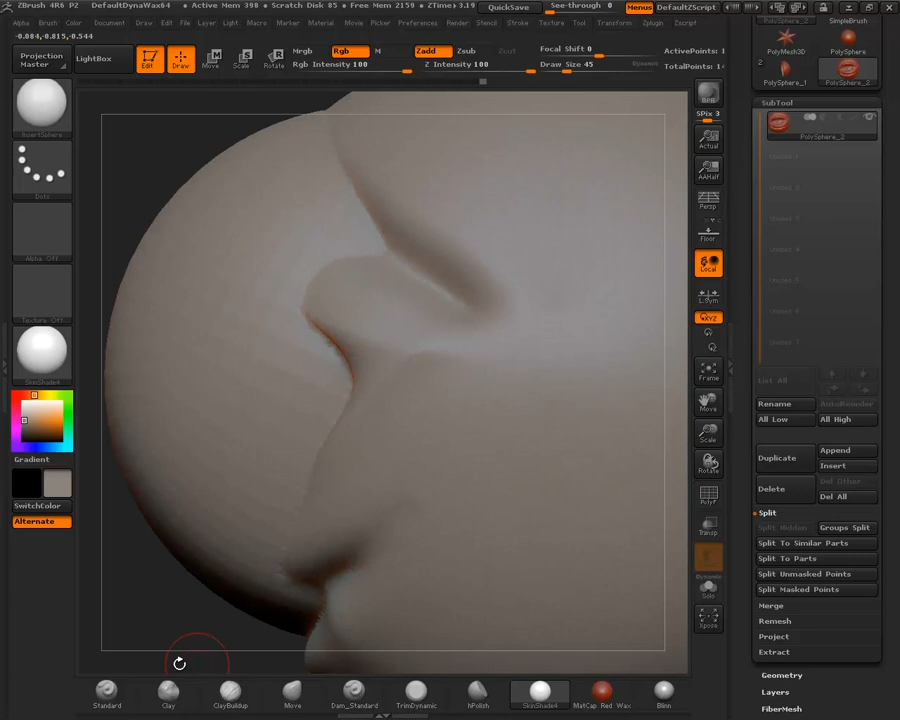 ZBrush 4R6 P2 DefaultDynaWax64 • Active Mem 398 • Scratch Disk 85 • Free Mem 2159 • ZTime▸3.19
QuickSave
See-through 0
Menus
DefaultZScript
Alpha Brush Color Document Draw Edit File Layer Light Macro Marker Material Movie Picker Preferences Render Stencil Stroke Texture Tool Transform Zplugin Zscript
-0.084,-0.815,-0.544
Projection
Master
LightBox
Edit
Draw
Move
Scale
Rotate
Mrgb
Rgb
M
Rgb Intensity 100
Zadd
Zsub
Zcut
Z Intensity 100
Focal Shift 0
Draw Size 45
Dynamic
ActivePoints: 1
TotalPoints: 1
InsertSphere
Dots
Alpha Off
Texture Off
SkinShade4
Gradient
SwitchColor
Alternate
BPR
SPix 3
Actual
AAHalf
Persp
Floor
Local
L.Sym
XYZ
Frame
Move
Scale
Rotate
PolyF
Transp
Dynamic
Solo
Xpose
PolySphere_2
SimpleBrush
PolyMesh3D
PolySphere
2
PolySphere_1
PolySphere_2
SubTool
PolySphere_2
List All
Rename
AutoReorder
All Low
All High
Duplicate
Append
Insert
Delete
Del Other
Del All
Split
Split Hidden
Groups Split
Split To Similar Parts
Split To Parts
Split Unmasked Points
Split Masked Points
Merge
Remesh
Project
Extract
Geometry
Layers
FiberMesh
Standard
Clay
ClayBuildup
Move
Dam_Standard
TrimDynamic
hPolish
SkinShade4
MatCap Red Wax
Blinn